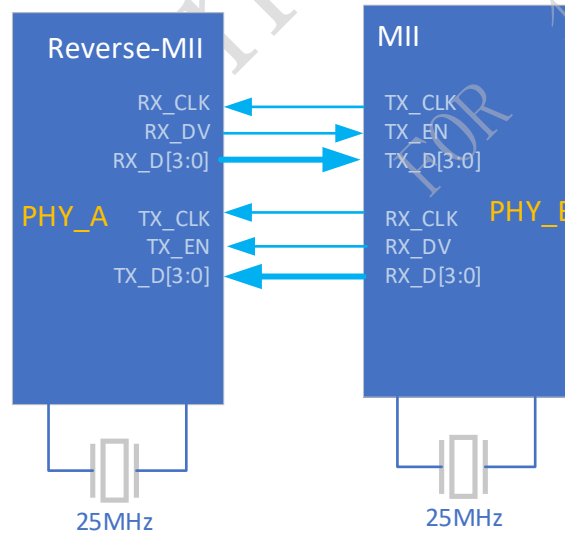 Reverse-MII
RX_CLK
RX_DV
RX_D[3:0]
PHY_A
TX_CLK
TX_EN
TX_D[3:0]
25MHz
MII
TX_CLK
TX_EN
TX_D[3:0]
FOR
RX_CLK
RX_DV
RX_D[3:0]
25MHz